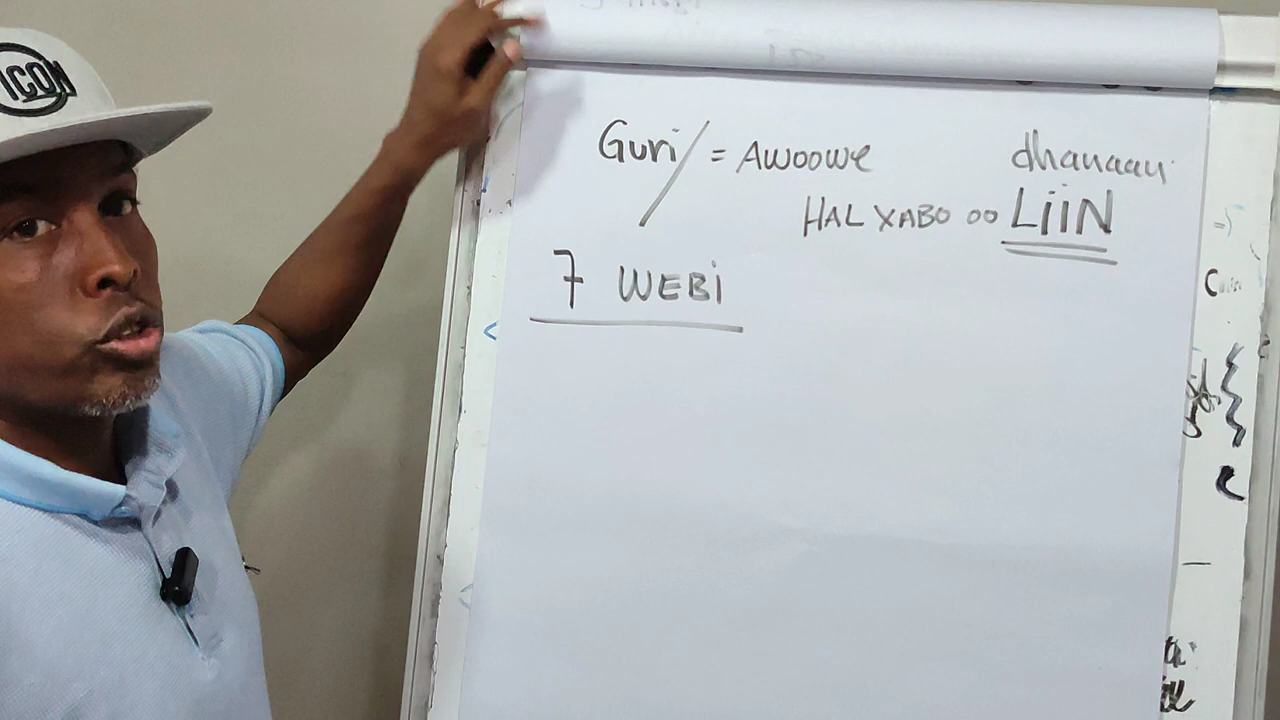 ICON
Guri / = AWOOWE
dhanaan
HAL XABO oo LiiN
7 WEBi